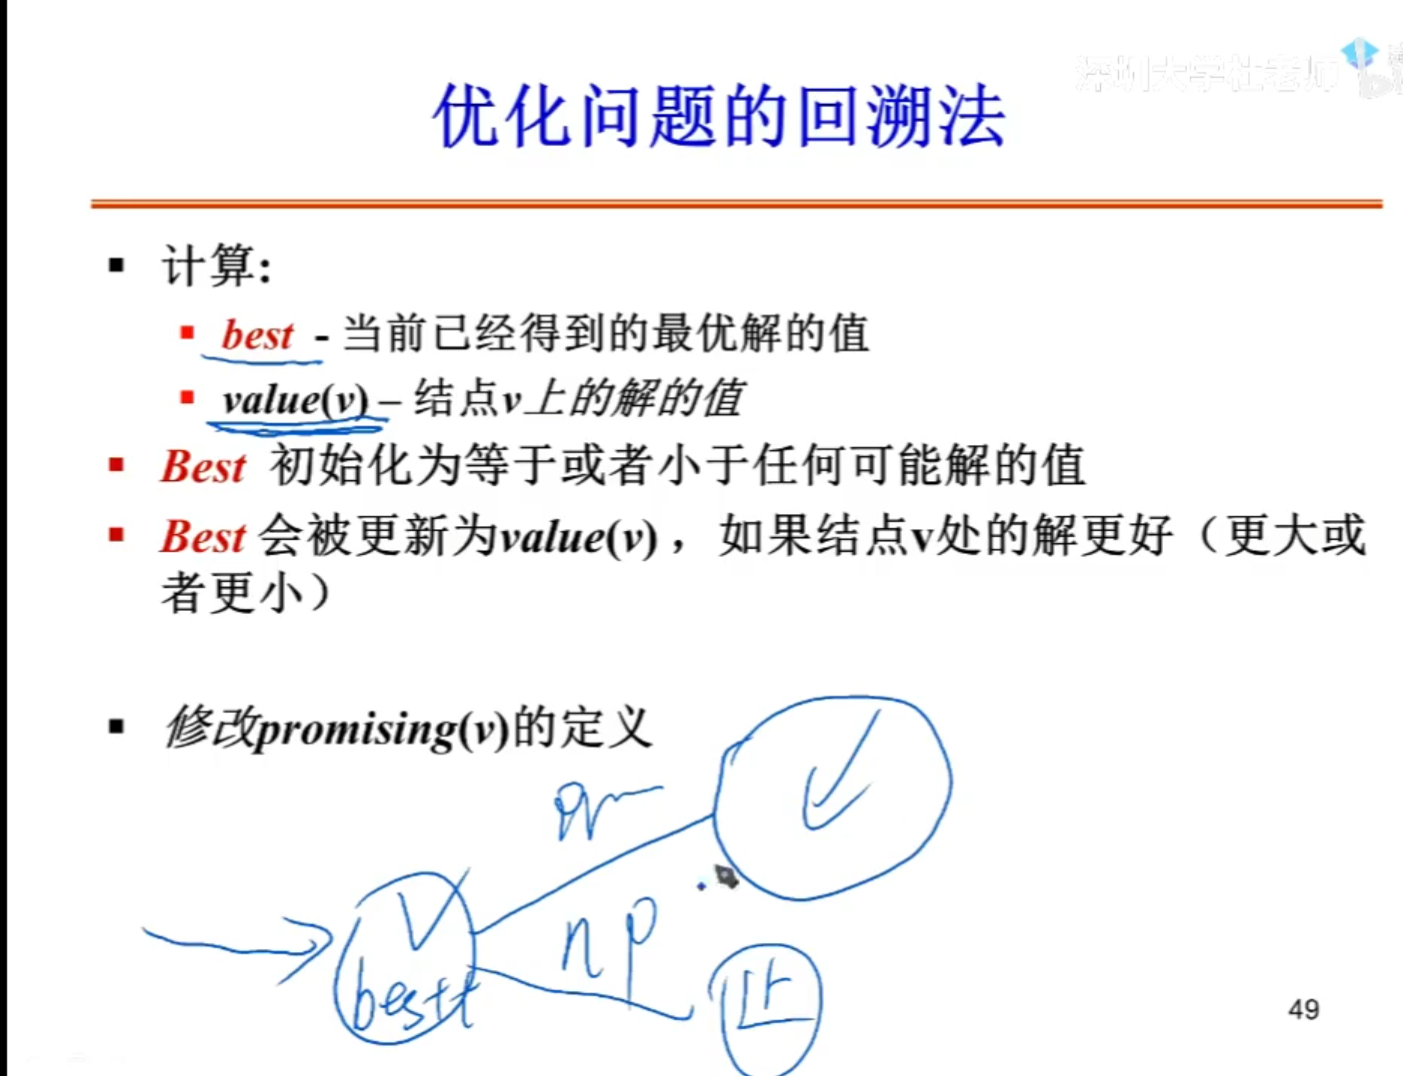 深圳大学杜老师
优化问题的回溯法
计算:
best - 当前已经得到的最优解的值
value(v) – 结点v上的解的值
Best 初始化为等于或者小于任何可能解的值
Best 会被更新为value(v) ，如果结点v处的解更好（更大或
者更小）
修改promising(v)的定义
np
V
best
止
49